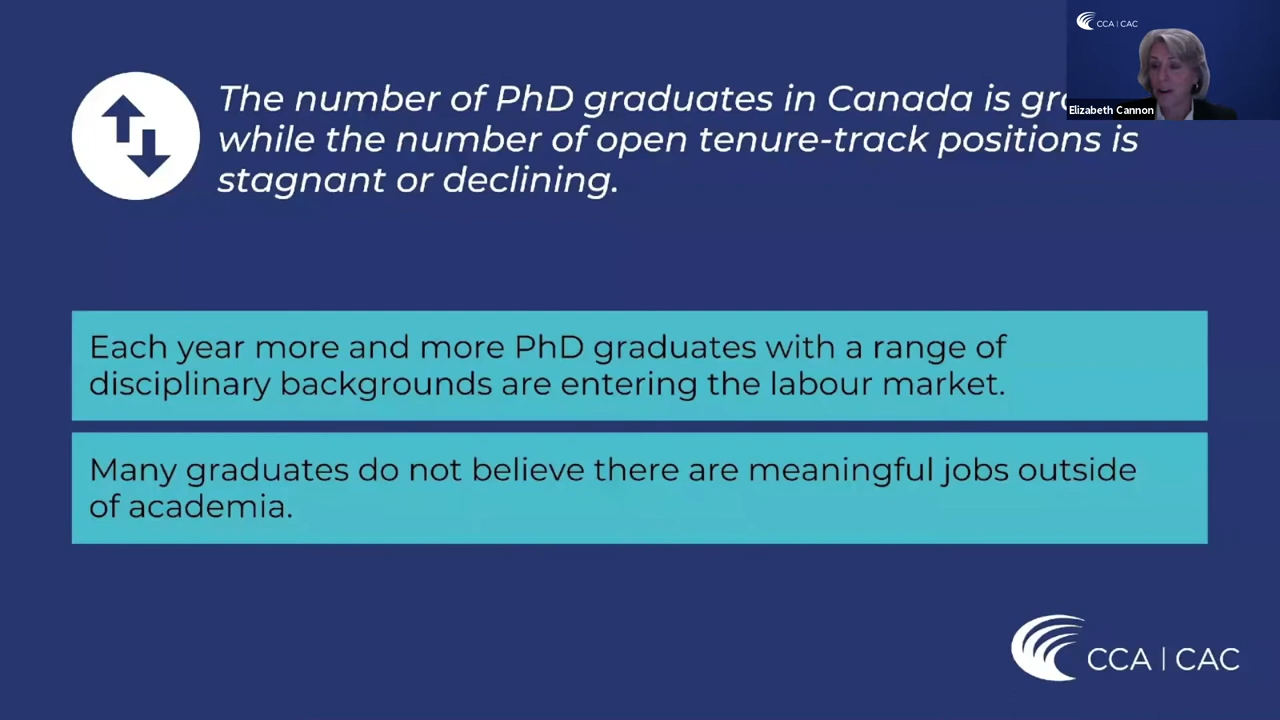 CCA | CAC
Elizabeth Cannon
The number of PhD graduates in Canada is
while the number of open tenure-track positions is
stagnant or declining.
Each year more and more PhD graduates with a range of
disciplinary backgrounds are entering the labour market.
Many graduates do not believe there are meaningful jobs outside
of academia.
CCA | CAC